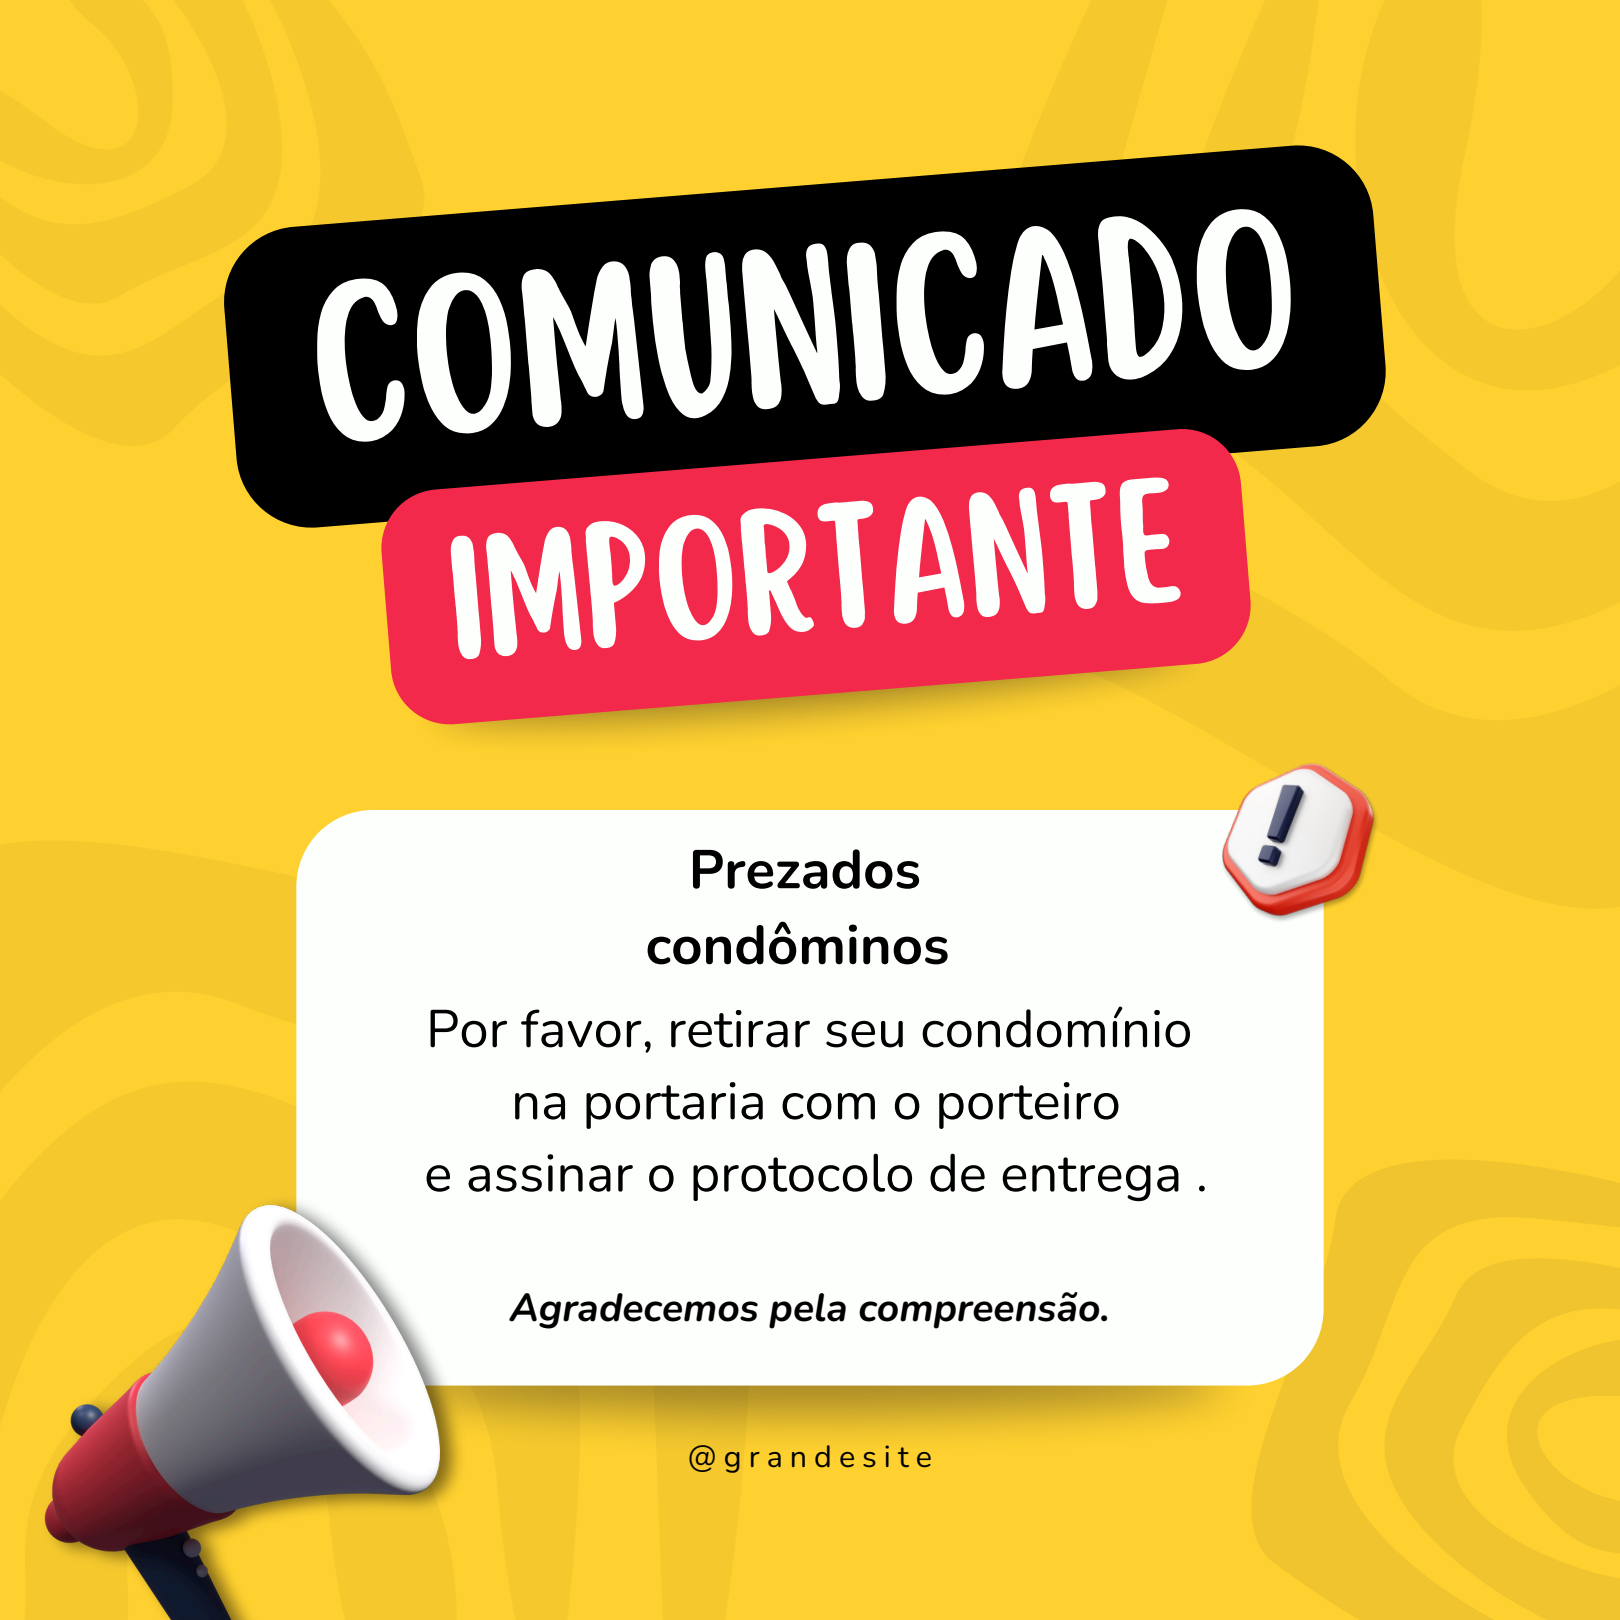 COMUNICADO
IMPORTANTE
!
Prezados
condôminos
Por favor, retirar seu condomínio
na portaria com o porteiro
e assinar o protocolo de entrega .
Agradecemos pela compreensão.
@grandesite